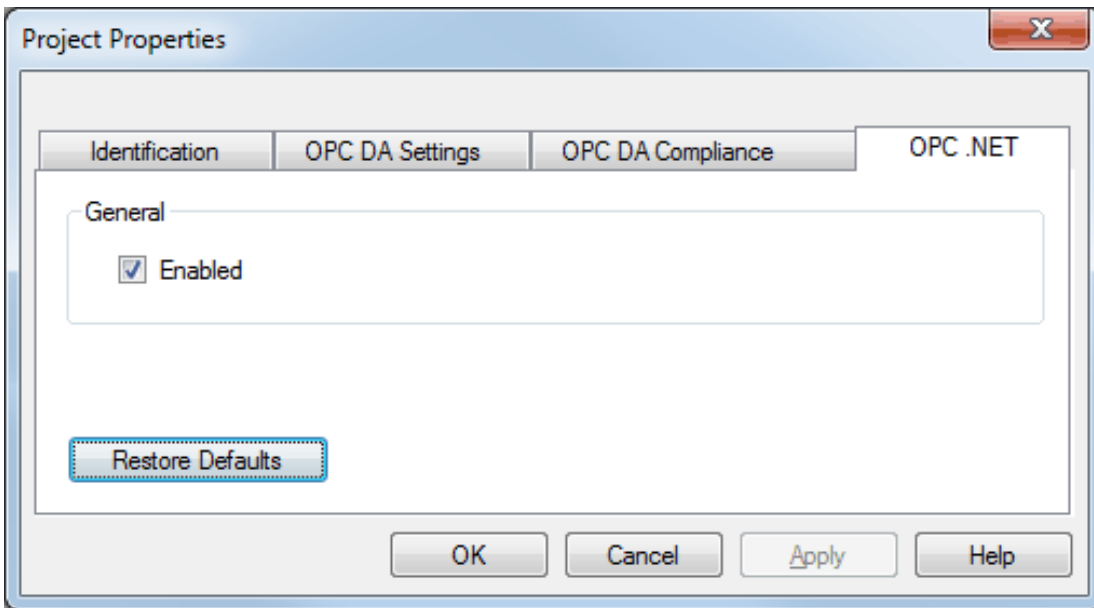 Project Properties
Identification
OPC DA Settings
OPC DA Compliance
OPC .NET
General
Enabled
Restore Defaults
OK
Cancel
Apply
Help